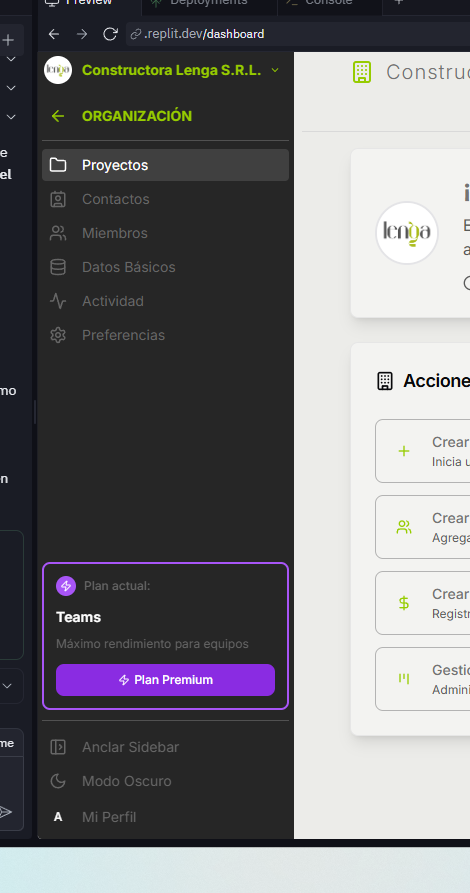 Preview
Deployments
Console
.replit.dev/dashboard
lenga
Constructora Lenga S.R.L.
ORGANIZACIÓN
Proyectos
Contactos
Miembros
Datos Básicos
Actividad
Preferencias
Plan actual:
Teams
Máximo rendimiento para equipos
Plan Premium
Anclar Sidebar
Modo Oscuro
A Mi Perfil
Construc
lenga
Accione
Crear
Inicia u
Crear
Agrega
Crear
Registr
Gestio
Admini
e
el
mo
en
me